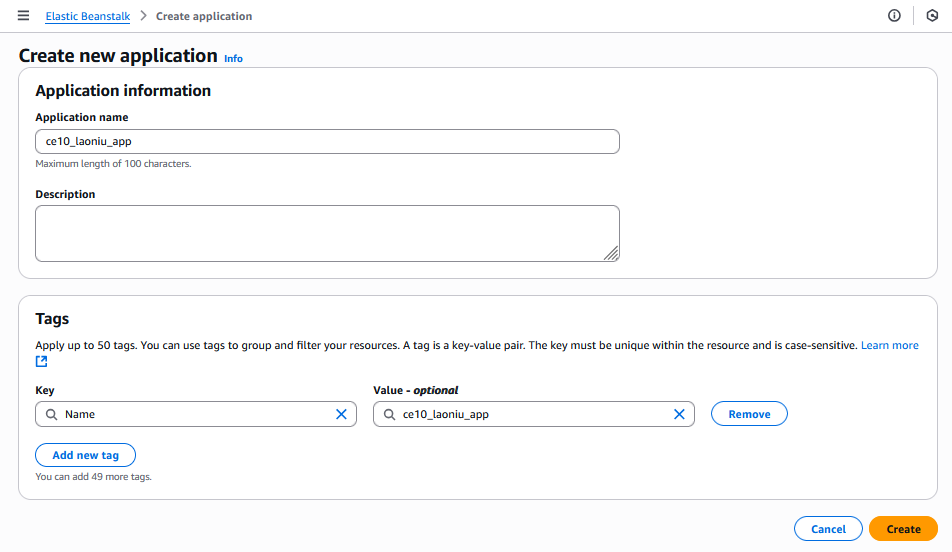 Elastic Beanstalk > Create application
Create new application Info
Application information
Application name
ce10_laoniu_app
Maximum length of 100 characters.
Description
Tags
Apply up to 50 tags. You can use tags to group and filter your resources. A tag is a key-value pair. The key must be unique within the resource and is case-sensitive. Learn more
Key Value - optional
Name ce10_laoniu_app Remove
Add new tag
You can add 49 more tags.
Cancel Create